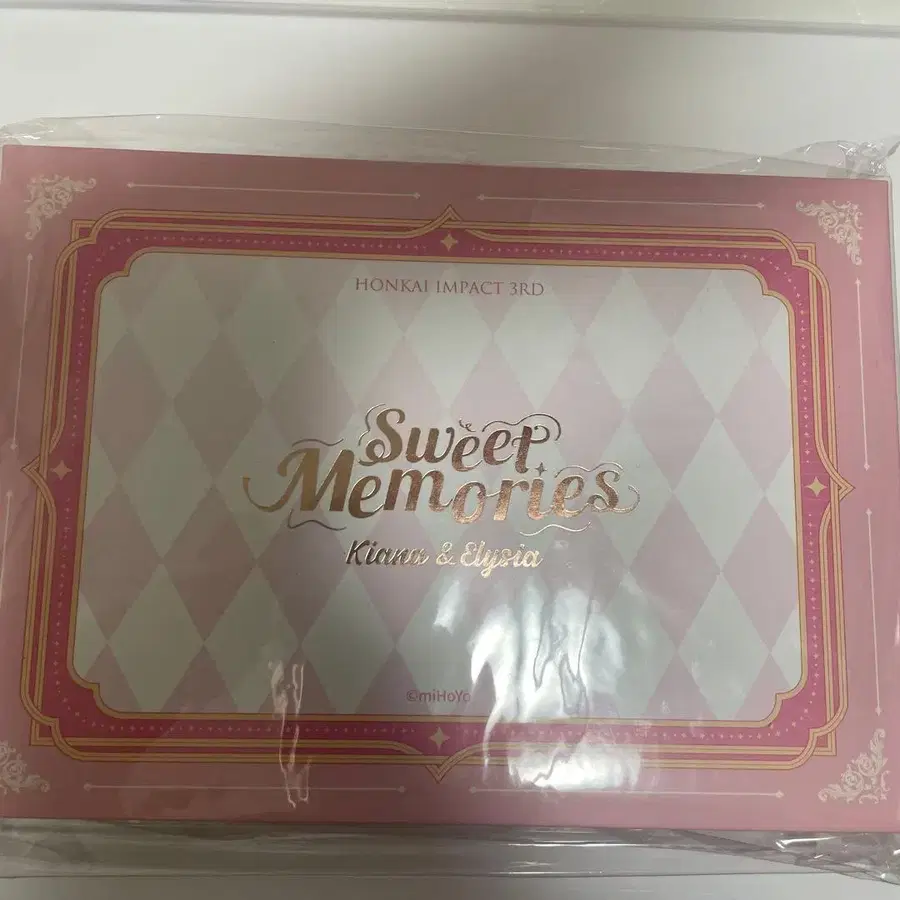 HONKAI IMPACT 3RD
Sweet
Memories
Kiana & Elysia
©miHoYo